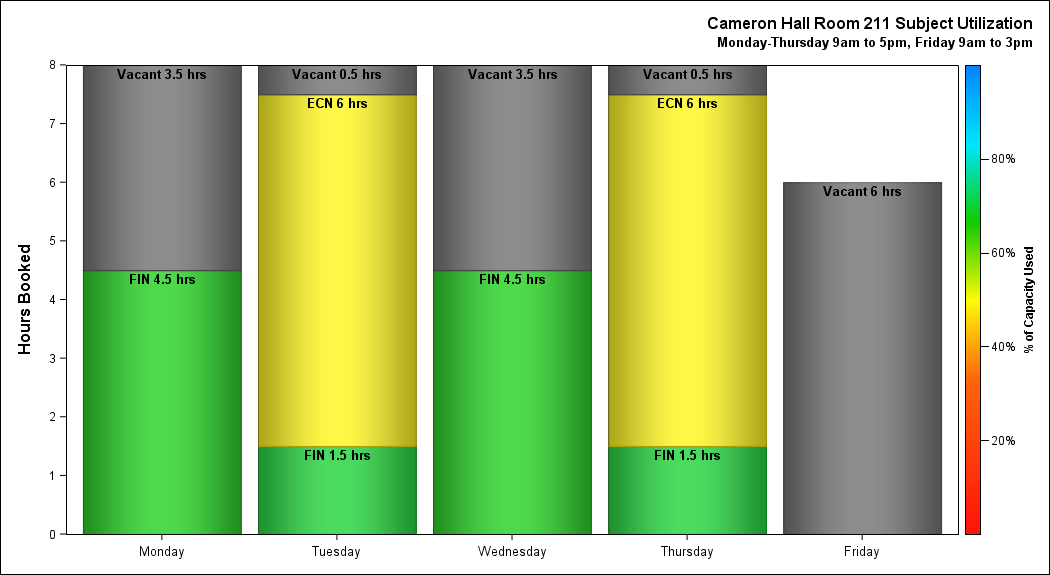 Cameron Hall Room 211 Subject Utilization
Monday-Thursday 9am to 5pm, Friday 9am to 3pm
Hours Booked
8
7
6
5
4
3
2
1
0
Vacant 3.5 hrs
FIN 4.5 hrs
Vacant 0.5 hrs
ECN 6 hrs
FIN 1.5 hrs
Vacant 3.5 hrs
FIN 4.5 hrs
Vacant 0.5 hrs
ECN 6 hrs
FIN 1.5 hrs
Vacant 6 hrs
Monday
Tuesday
Wednesday
Thursday
Friday
80%
60%
40%
20%
% of Capacity Used